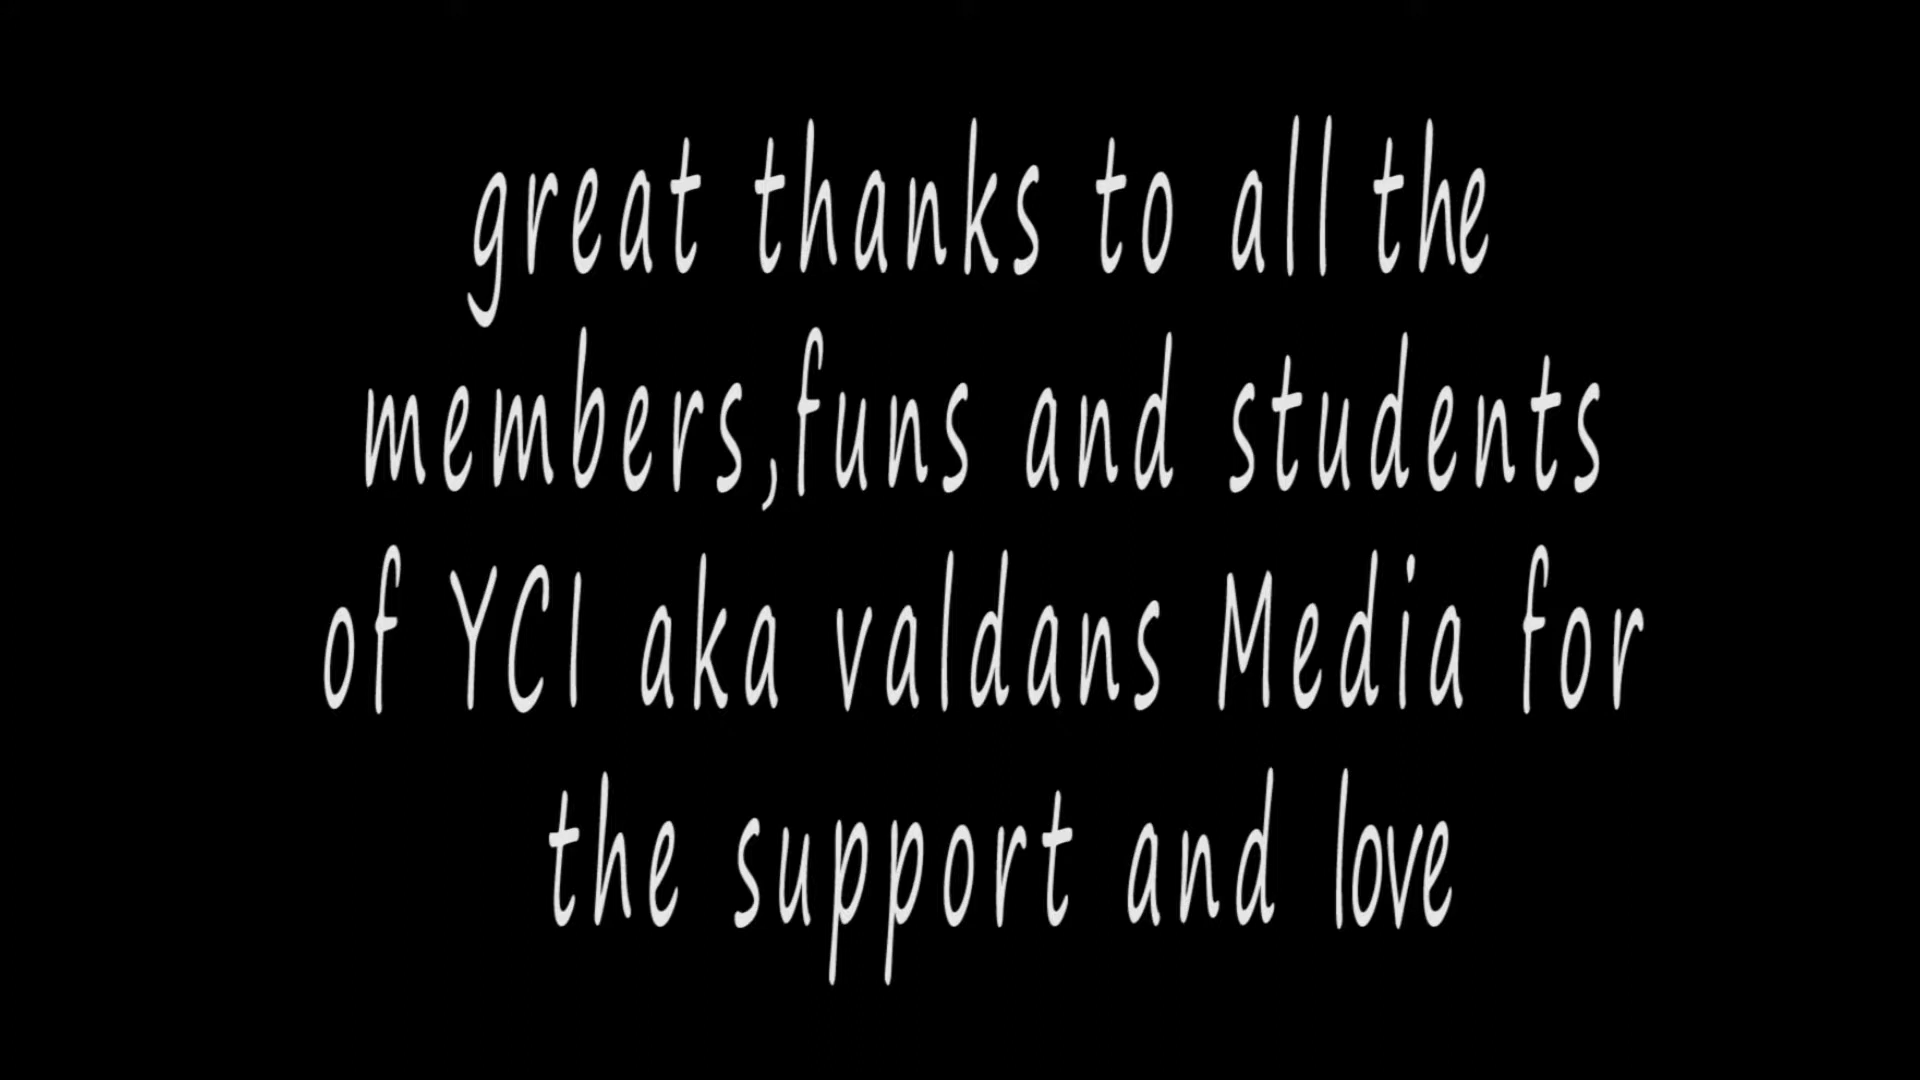 great thanks to all the
members,funs and students
of YCI aka valdans Media for
the support and love